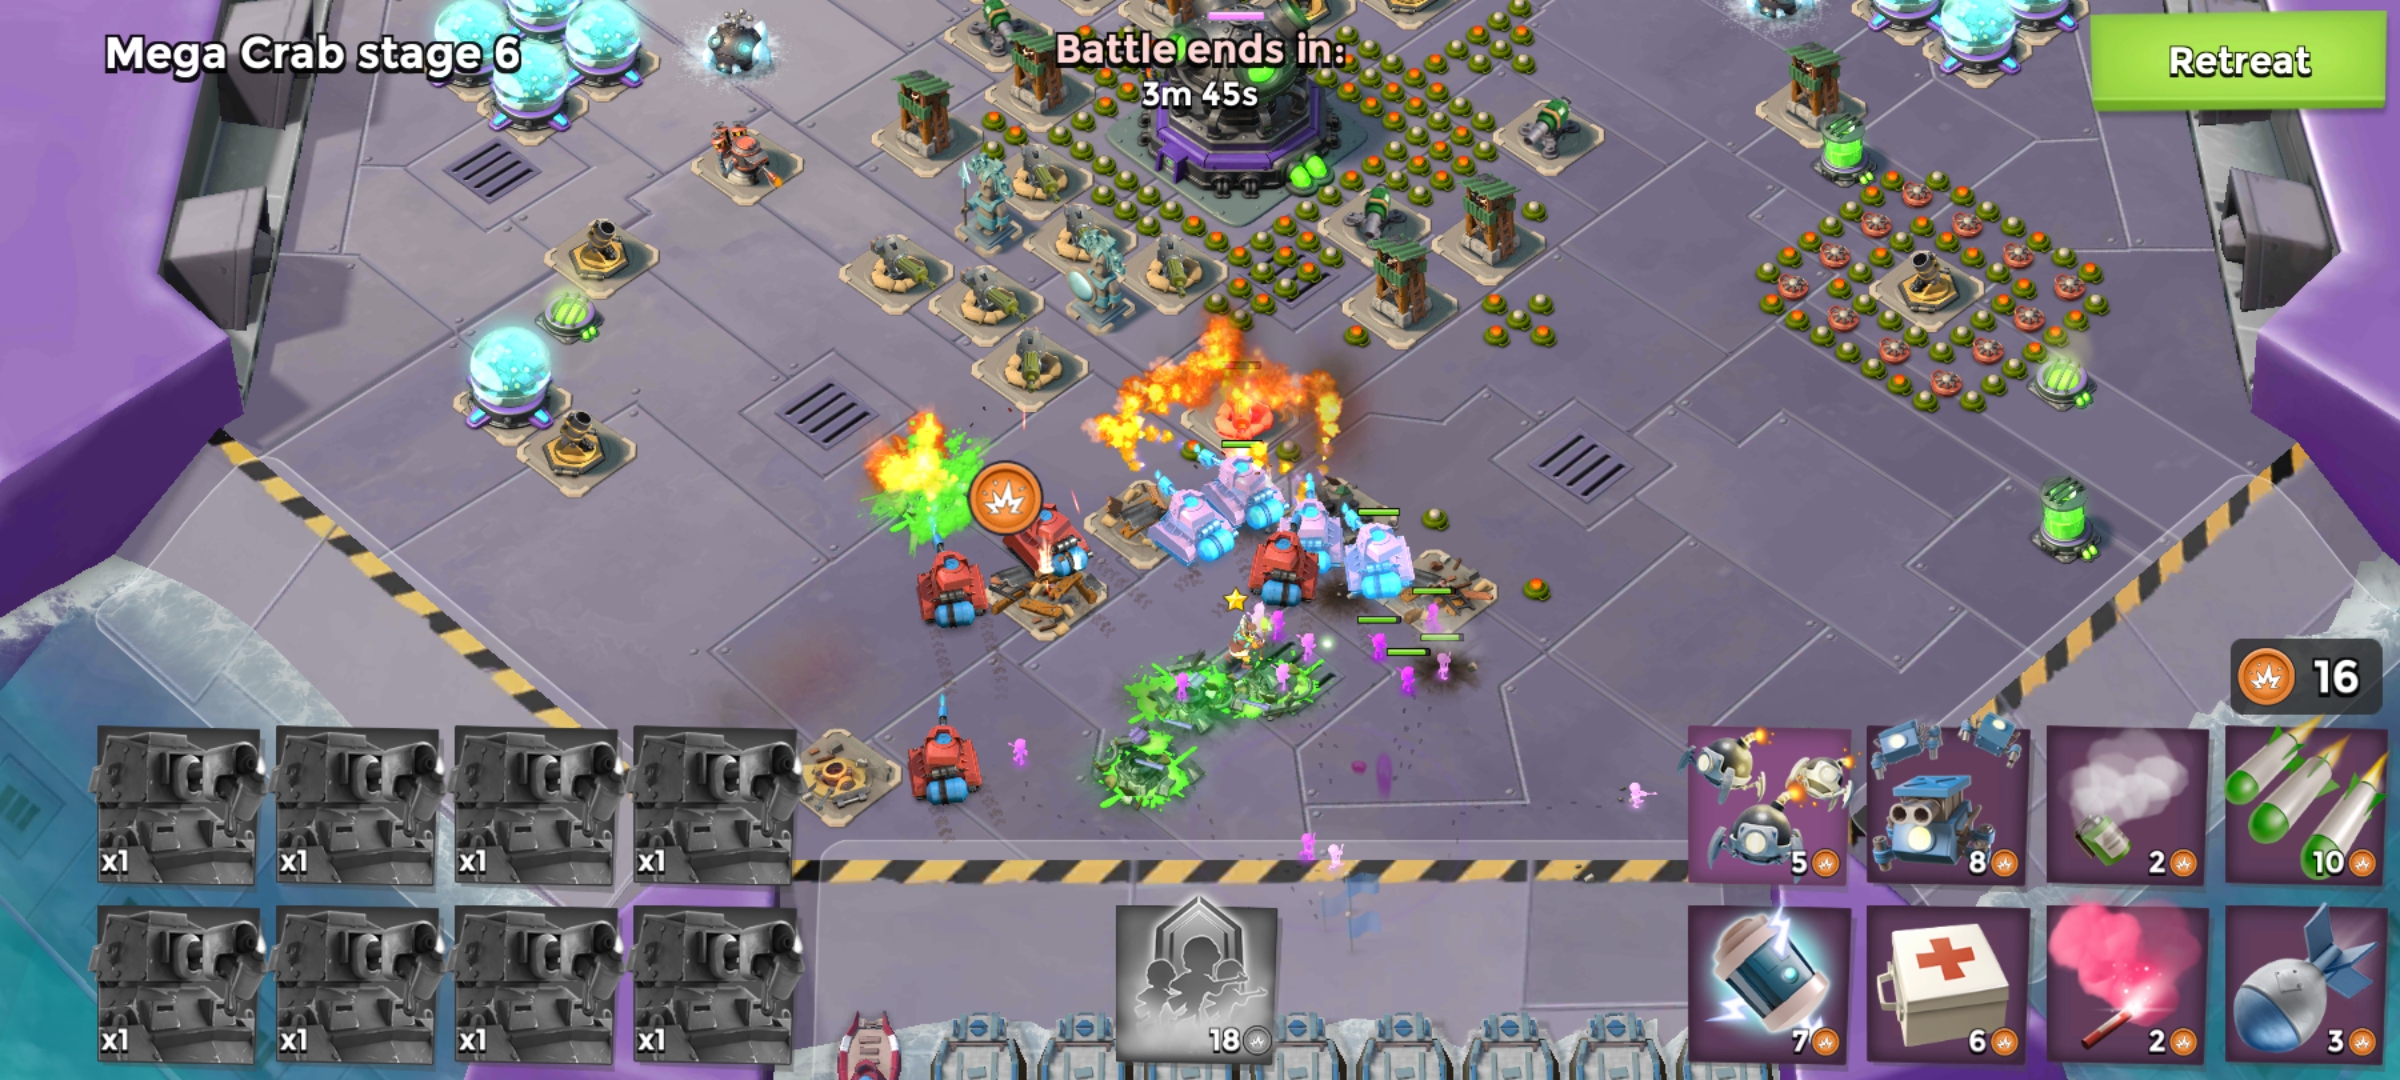 Mega Crab stage 6
Battle ends in:
3m 45s
Retreat
16
x1
x1
x1
x1
5
8
2
10
x1
x1
x1
x1
18
7
6
2
3